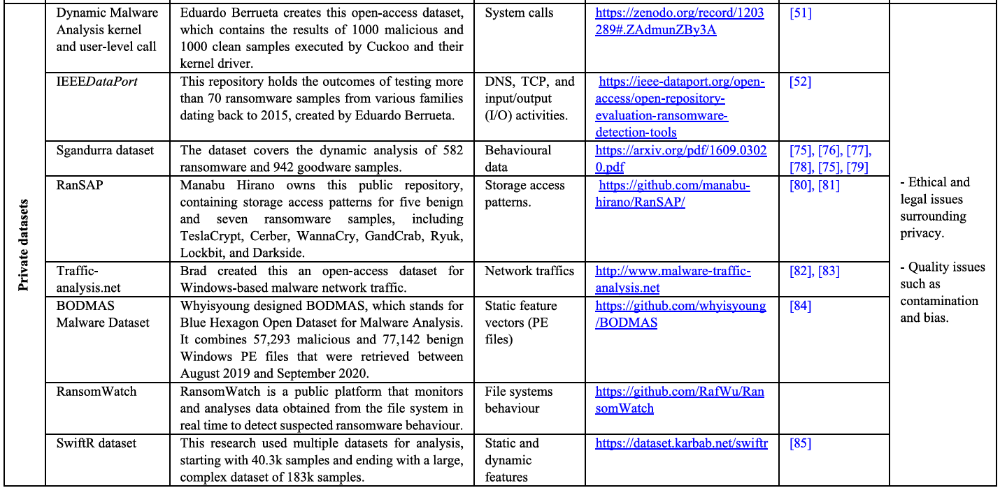 Private datasets
Dynamic Malware
Analysis kernel
and user-level call
Eduardo Berrueta creates this open-access dataset,
which contains the results of 1000 malicious and
1000 clean samples executed by Cuckoo and their
kernel driver.
System calls
https://zenodo.org/record/1203
289#.ZAdmunZBy3A
[51]
IEEEDataPort
This repository holds the outcomes of testing more
than 70 ransomware samples from various families
dating back to 2015, created by Eduardo Berrueta.
DNS, TCP, and
input/output
(I/O) activities.
https://ieee-dataport.org/open-
access/open-repository-
evaluation-ransomware-
detection-tools
[52]
Sgandurra dataset
The dataset covers the dynamic analysis of 582
ransomware and 942 goodware samples.
Behavioural
data
https://arxiv.org/pdf/1609.0302
0.pdf
[75], [76], [77],
[78], [75], [79]
RanSAP
Manabu Hirano owns this public repository,
containing storage access patterns for five benign
and seven ransomware samples, including
TeslaCrypt, Cerber, WannaCry, GandCrab, Ryuk,
Lockbit, and Darkside.
Storage access
patterns.
https://github.com/manabu-
hirano/RanSAP/
[80], [81]
Traffic-
analysis.net
Brad created this an open-access dataset for
Windows-based malware network traffic.
Network traffics
http://www.malware-traffic-
analysis.net
[82], [83]
BODMAS
Malware Dataset
Whyisyoung designed BODMAS, which stands for
Blue Hexagon Open Dataset for Malware Analysis.
It combines 57,293 malicious and 77,142 benign
Windows PE files that were retrieved between
August 2019 and September 2020.
Static feature
vectors (PE
files)
https://github.com/whyisyoung
/BODMAS
[84]
RansomWatch
RansomWatch is a public platform that monitors
and analyses data obtained from the file system in
real time to detect suspected ransomware behaviour.
File systems
behaviour
https://github.com/RafWu/Ran
somWatch
SwiftR dataset
This research used multiple datasets for analysis,
starting with 40.3k samples and ending with a large,
complex dataset of 183k samples.
Static and
dynamic
features
https://dataset.karbab.net/swiftr
[85]
- Ethical and
legal issues
surrounding
privacy.
- Quality issues
such as
contamination
and bias.